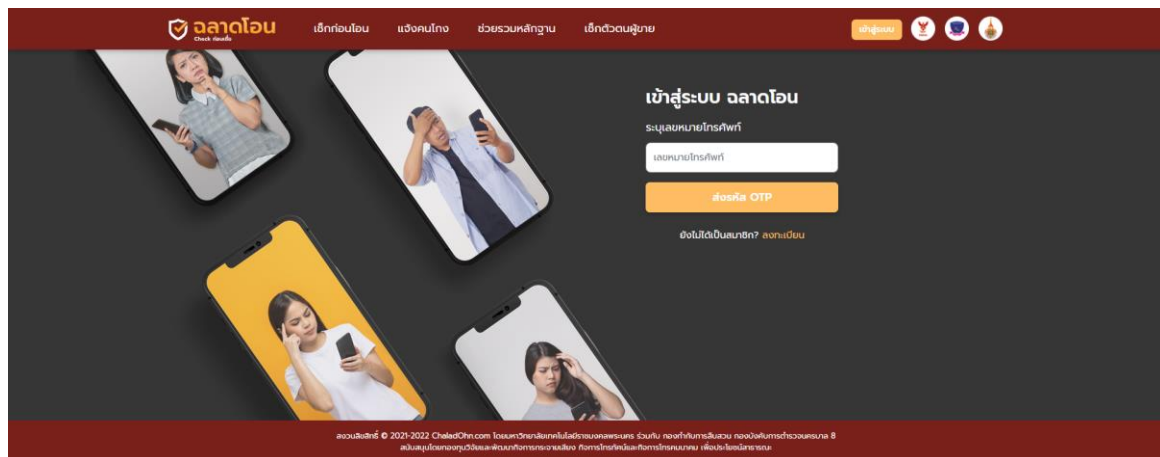 ฉลาดโอน
Check ก่อนเชื่อ
เช็กก่อนโอน
แจ้งคนโกง
ช่วยรวมหลักฐาน
เช็กตัวตนผู้ขาย
เข้าสู่ระบบ
เข้าสู่ระบบ ฉลาดโอน
ระบุเลขหมายโทรศัพท์
เลขหมายโทรศัพท์
ส่งรหัส OTP
ยังไม่ได้เป็นสมาชิก? ลงทะเบียน
สงวนลิขสิทธิ์ © 2021-2022 ChaladOhn.com โดยมหาวิทยาลัยเทคโนโลยีราชมงคลพระนคร ร่วมกับ กองกำกับการสืบสวน กองบังคับการตำรวจนครบาล 8
สนับสนุนโดยกองทุนวิจัยและพัฒนากิจการกระจายเสียง กิจการโทรทัศน์และกิจการโทรคมนาคม เพื่อประโยชน์สาธารณะ